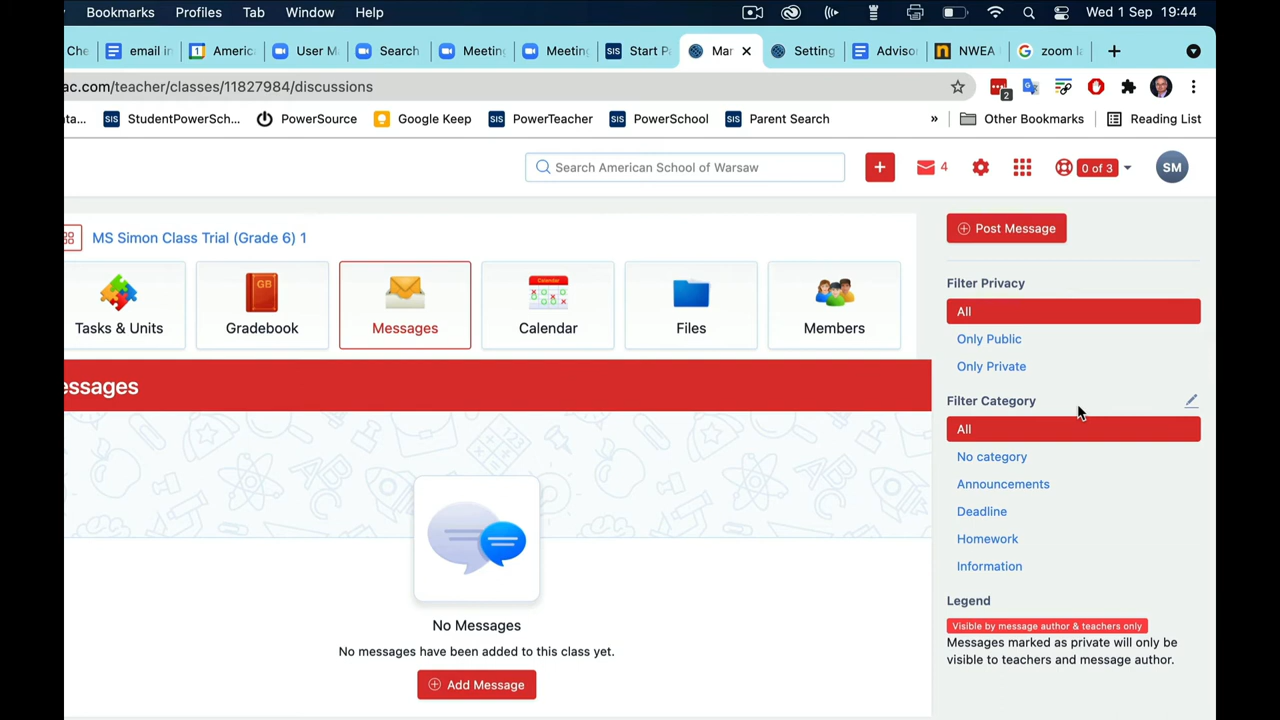 Bookmarks Profiles Tab Window Help Wed 1 Sep 19:44
Che email in Americ User M Search Meetin Meetin Start P Mar Setting Adviso NWEA zoom la
ac.com/teacher/classes/11827984/discussions 2
ata... StudentPowerSch... PowerSource Google Keep PowerTeacher PowerSchool Parent Search » Other Bookmarks Reading List
Search American School of Warsaw 4 0 of 3 SM
MS Simon Class Trial (Grade 6) 1
Post Message
Tasks & Units Gradebook Messages Calendar Files Members
Filter Privacy
All
Only Public
Only Private
essages
Filter Category
All
No category
Announcements
Deadline
Homework
Information
No Messages
No messages have been added to this class yet.
Add Message
Legend
Visible by message author & teachers only
Messages marked as private will only be
visible to teachers and message author.